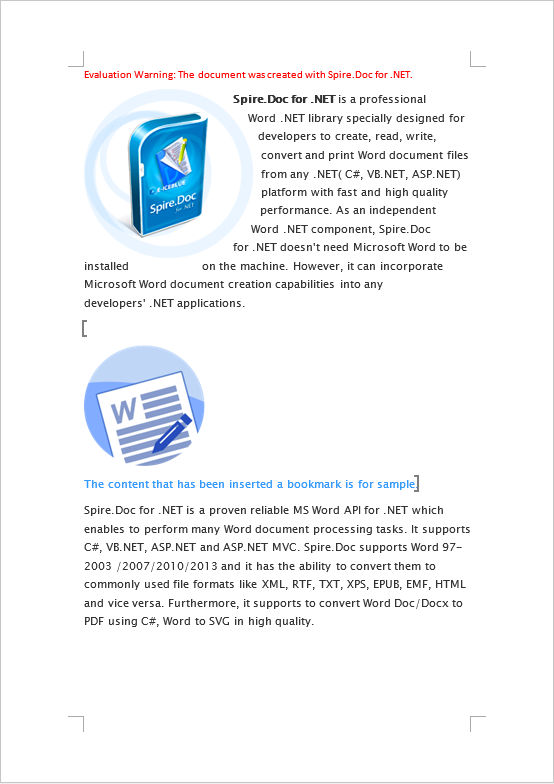 Evaluation Warning: The document was created with Spire.Doc for .NET.
Spire.Doc for .NET is a professional
Word .NET library specially designed for
developers to create, read, write,
convert and print Word document files
from any .NET( C#, VB.NET, ASP.NET)
platform with fast and high quality
performance. As an independent
Word .NET component, Spire.Doc
for .NET doesn't need Microsoft Word to be
installed on the machine. However, it can incorporate
Microsoft Word document creation capabilities into any
developers' .NET applications.
E-ICEBLUE
Spire.Doc
for .NET
W
The content that has been inserted a bookmark is for sample.
Spire.Doc for .NET is a proven reliable MS Word API for .NET which
enables to perform many Word document processing tasks. It supports
C#, VB.NET, ASP.NET and ASP.NET MVC. Spire.Doc supports Word 97-
2003 /2007/2010/2013 and it has the ability to convert them to
commonly used file formats like XML, RTF, TXT, XPS, EPUB, EMF, HTML
and vice versa. Furthermore, it supports to convert Word Doc/Docx to
PDF using C#, Word to SVG in high quality.